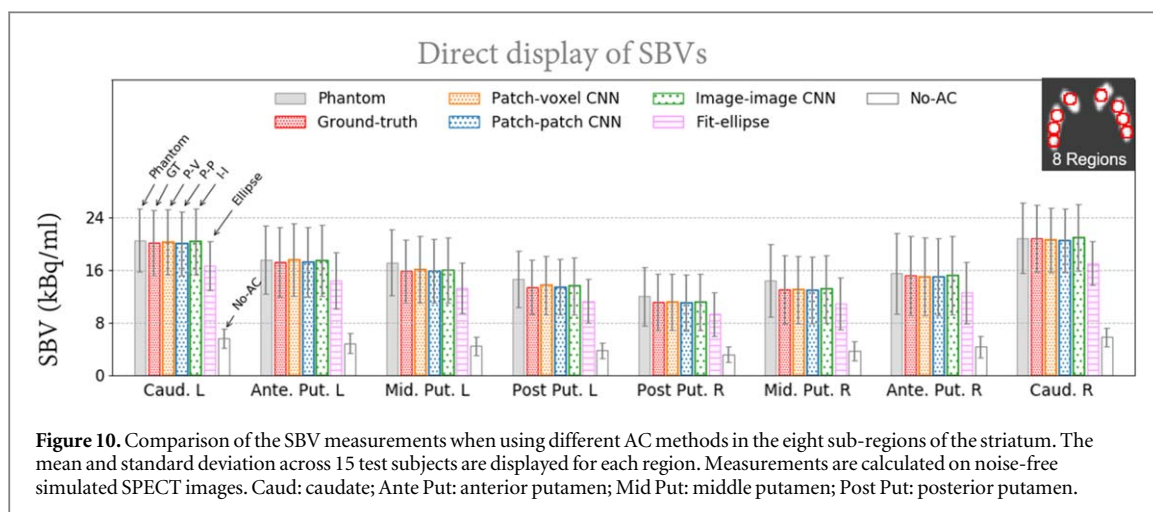 Direct display of SBVs
Phantom
Patch-voxel CNN
Image-image CNN
No-AC
Ground-truth
Patch-patch CNN
Fit-ellipse
8 Regions
Phantom
GT
P-V
P-P
I-I
Ellipse
No-AC
SBV (kBq/ml)
24
16
8
0
Caud. L
Ante. Put. L
Mid. Put. L
Post Put. L
Post Put. R
Mid. Put. R
Ante. Put. R
Caud. R
Figure 10. Comparison of the SBV measurements when using different AC methods in the eight sub-regions of the striatum. The
mean and standard deviation across 15 test subjects are displayed for each region. Measurements are calculated on noise-free
simulated SPECT images. Caud: caudate; Ante Put: anterior putamen; Mid Put: middle putamen; Post Put: posterior putamen.